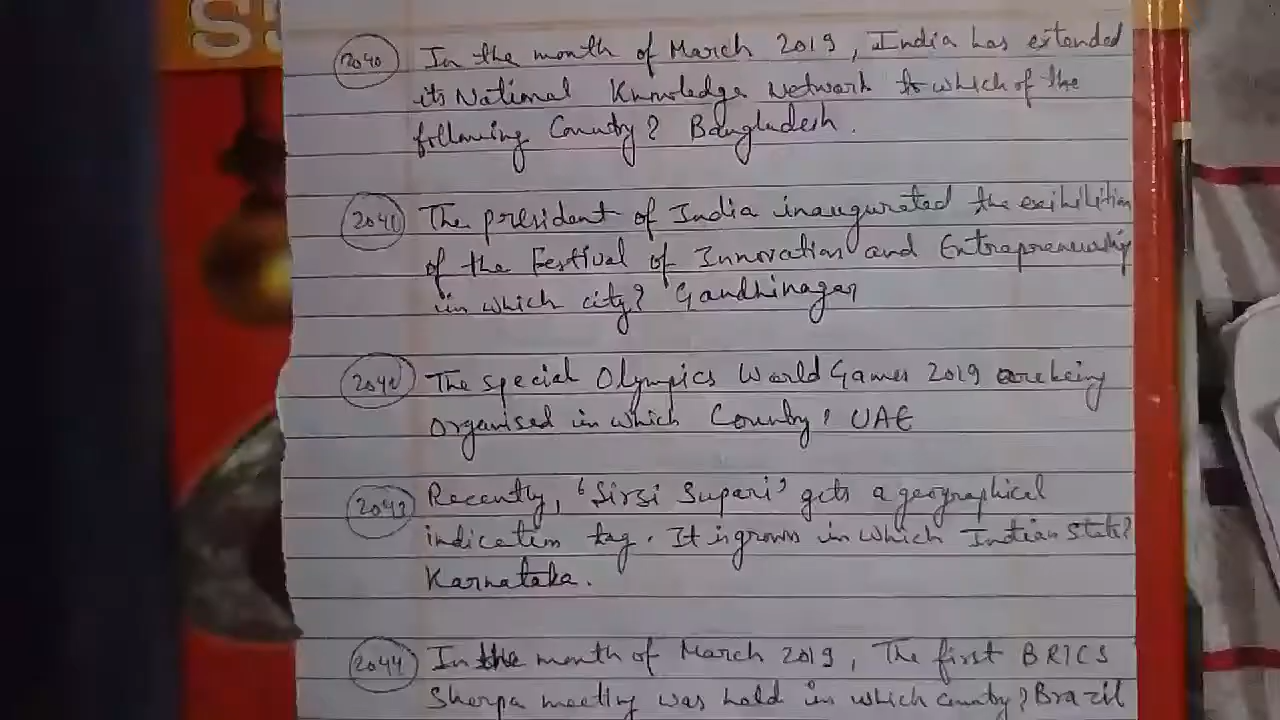 2040 In the month of March 2019, India has extended
its National Knowledge Network to which of the
following County? Bangladesh.
2041 The president of India inaugurated the exihibition
of the Festival of Innovation and Entrepreneurship
in which city? Gandhinagar
2042 The special Olympics World Games 2019 are being
organised in which County? UAE
2043 Recently, 'Sirsi Supari' gets a geographical
indication tag. It is grown in which Indian state?
Karnataka.
2044 In the month of March 2019, The first BRICS
Sherpa meeting was held in which county? Brazil